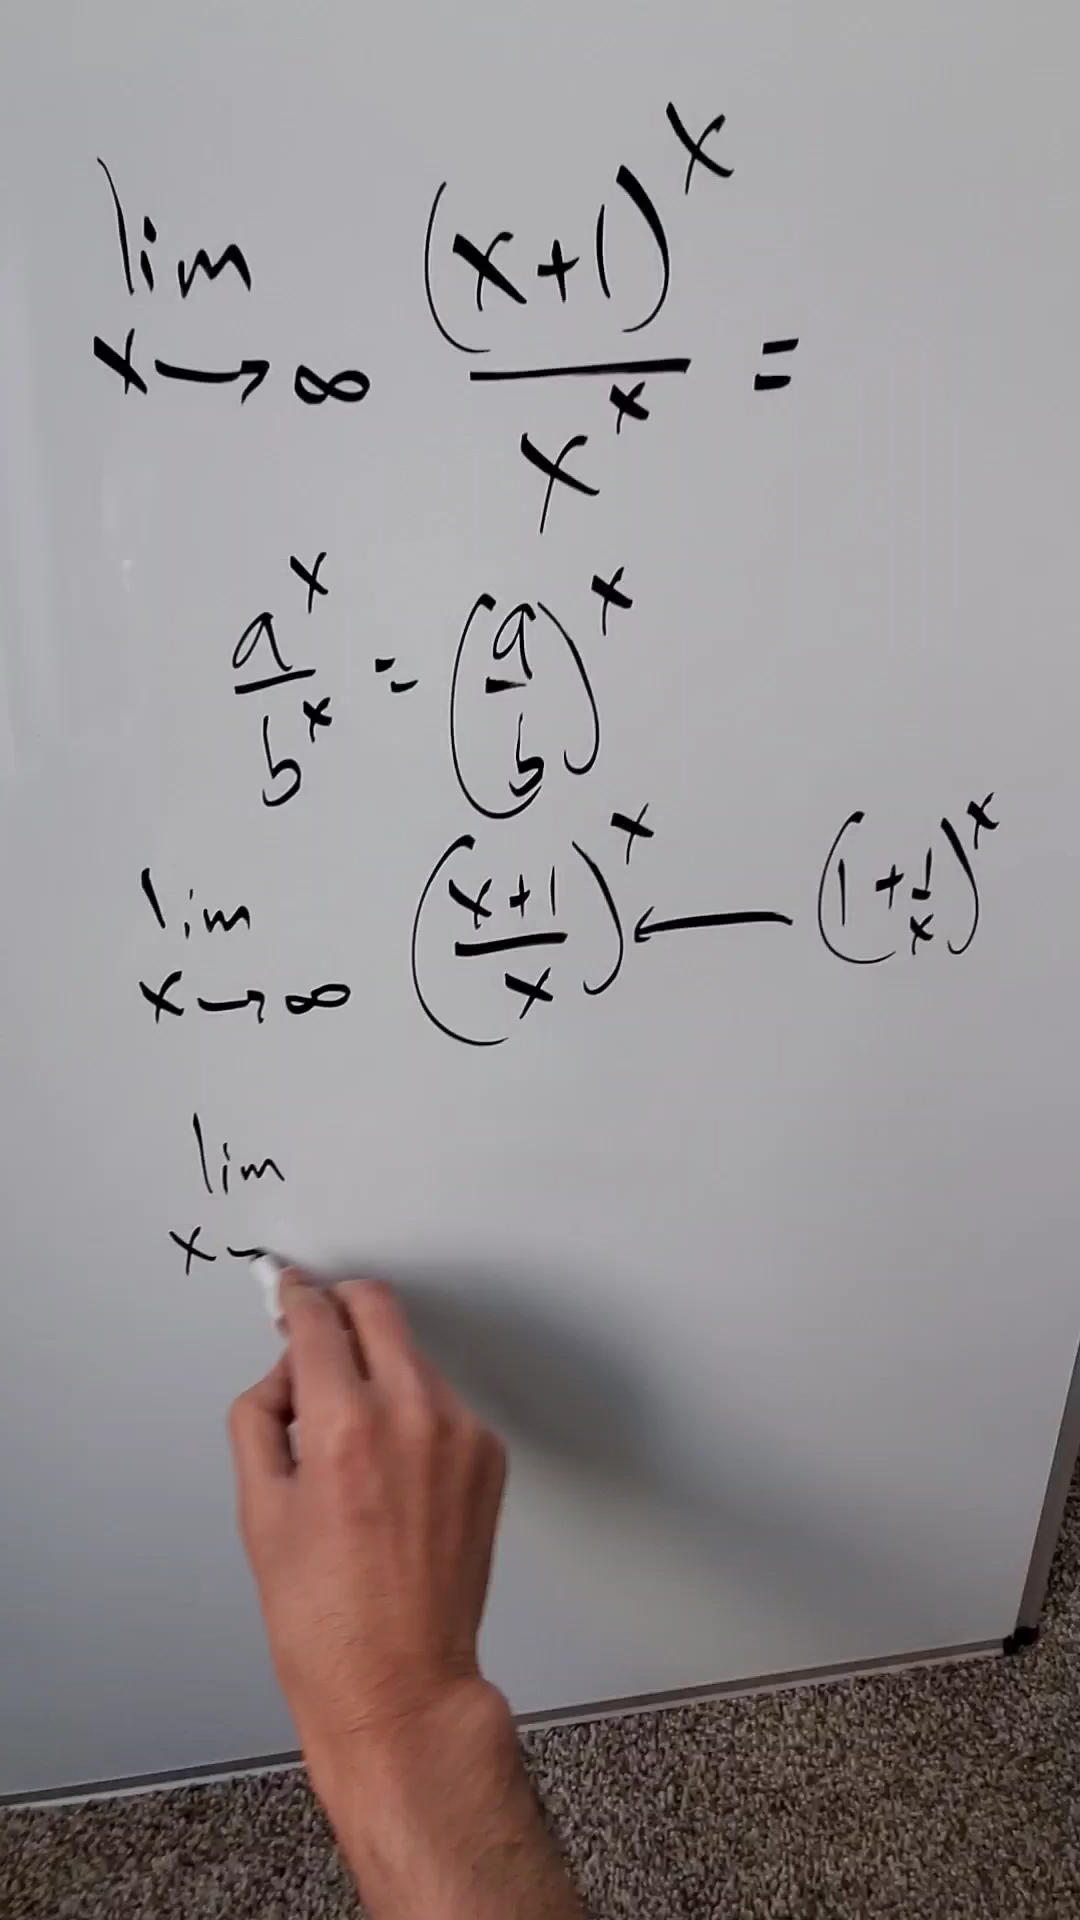 lim x→∞ (x+1)^x / x^x =
a^x / b^x = (a/b)^x
lim x→∞ ((x+1)/x)^x ← (1+1/x)^x
lim x→